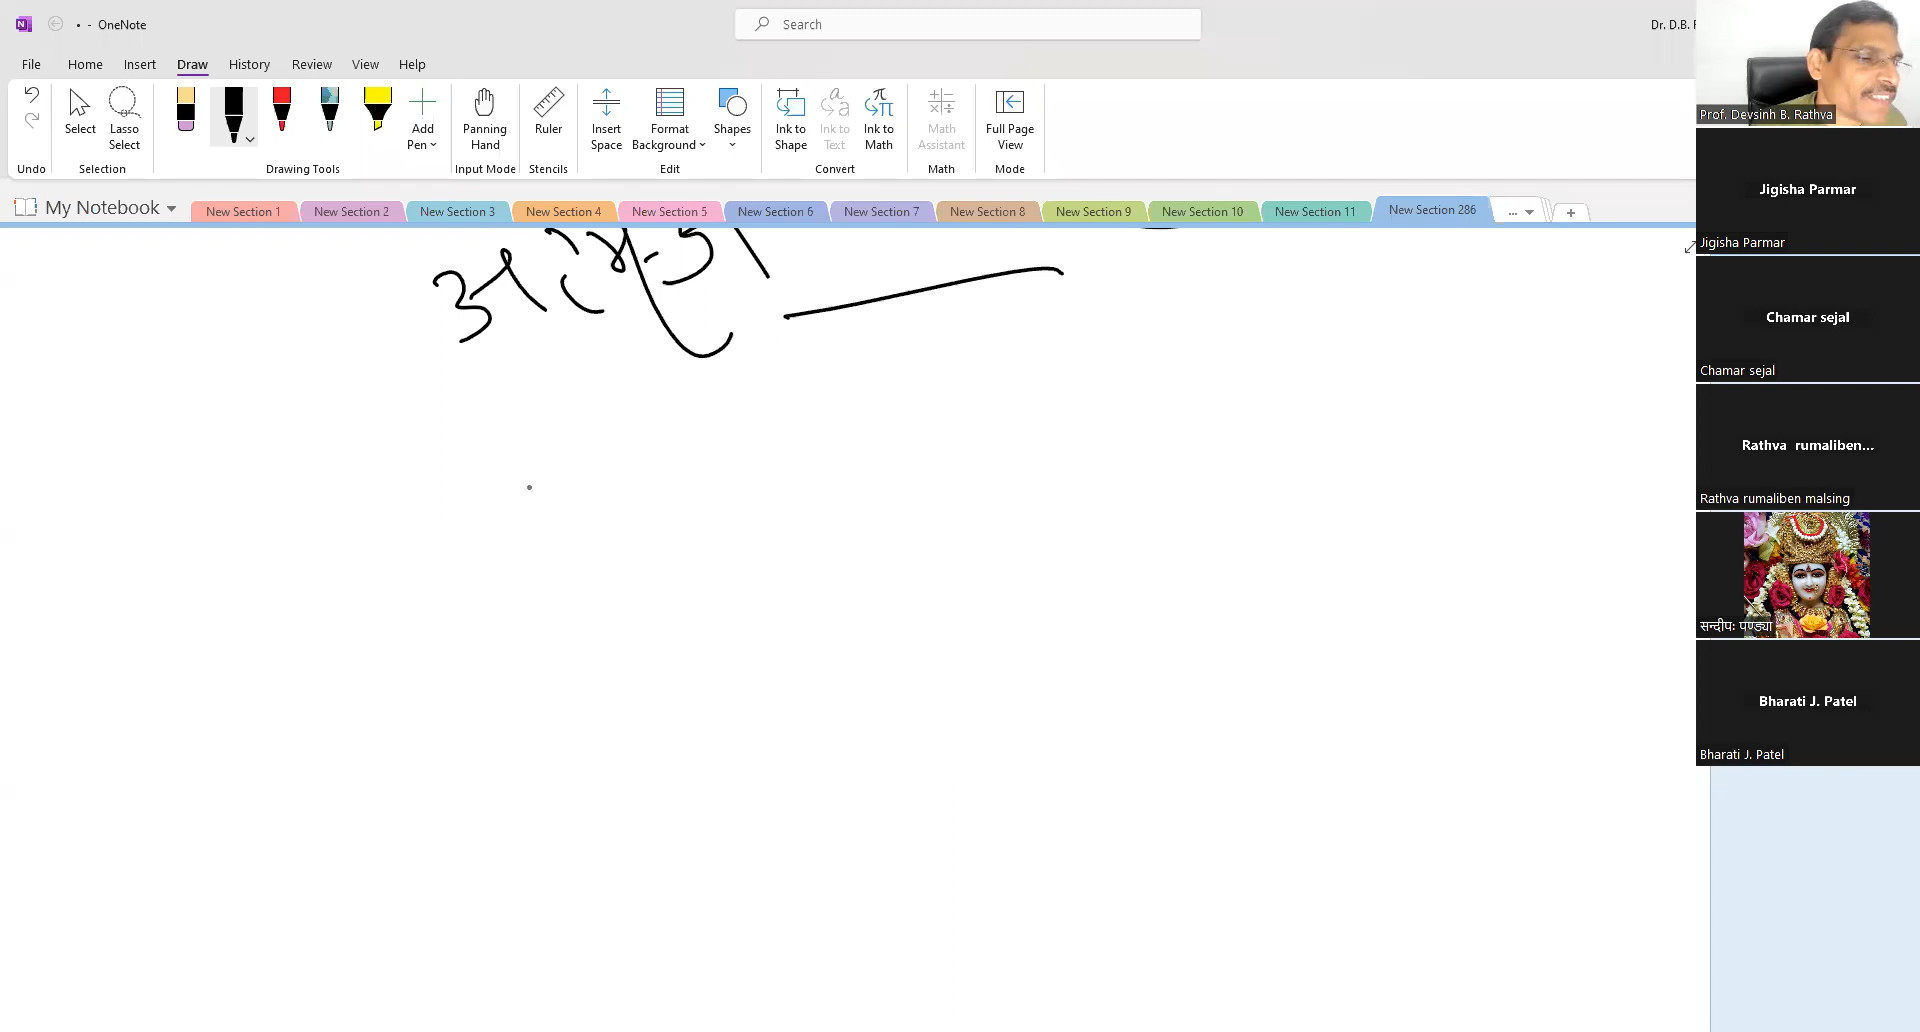 • - OneNote
Search
Dr. D.B.
File Home Insert Draw History Review View Help
Select
Lasso Select
Add Pen
Panning Hand
Ruler
Insert Space
Format Background
Shapes
Ink to Shape
Ink to Text
Ink to Math
Math Assistant
Full Page View
Undo Selection Drawing Tools Input Mode Stencils Edit Convert Math Mode
My Notebook New Section 1 New Section 2 New Section 3 New Section 4 New Section 5 New Section 6 New Section 7 New Section 8 New Section 9 New Section 10 New Section 11 New Section 286 ...
Prof. Devsinh B. Rathva
Jigisha Parmar
Jigisha Parmar
Chamar sejal
Chamar sejal
Rathva rumaliben...
Rathva rumaliben malsing
सन्दीपः पण्ड्या
Bharati J. Patel
Bharati J. Patel